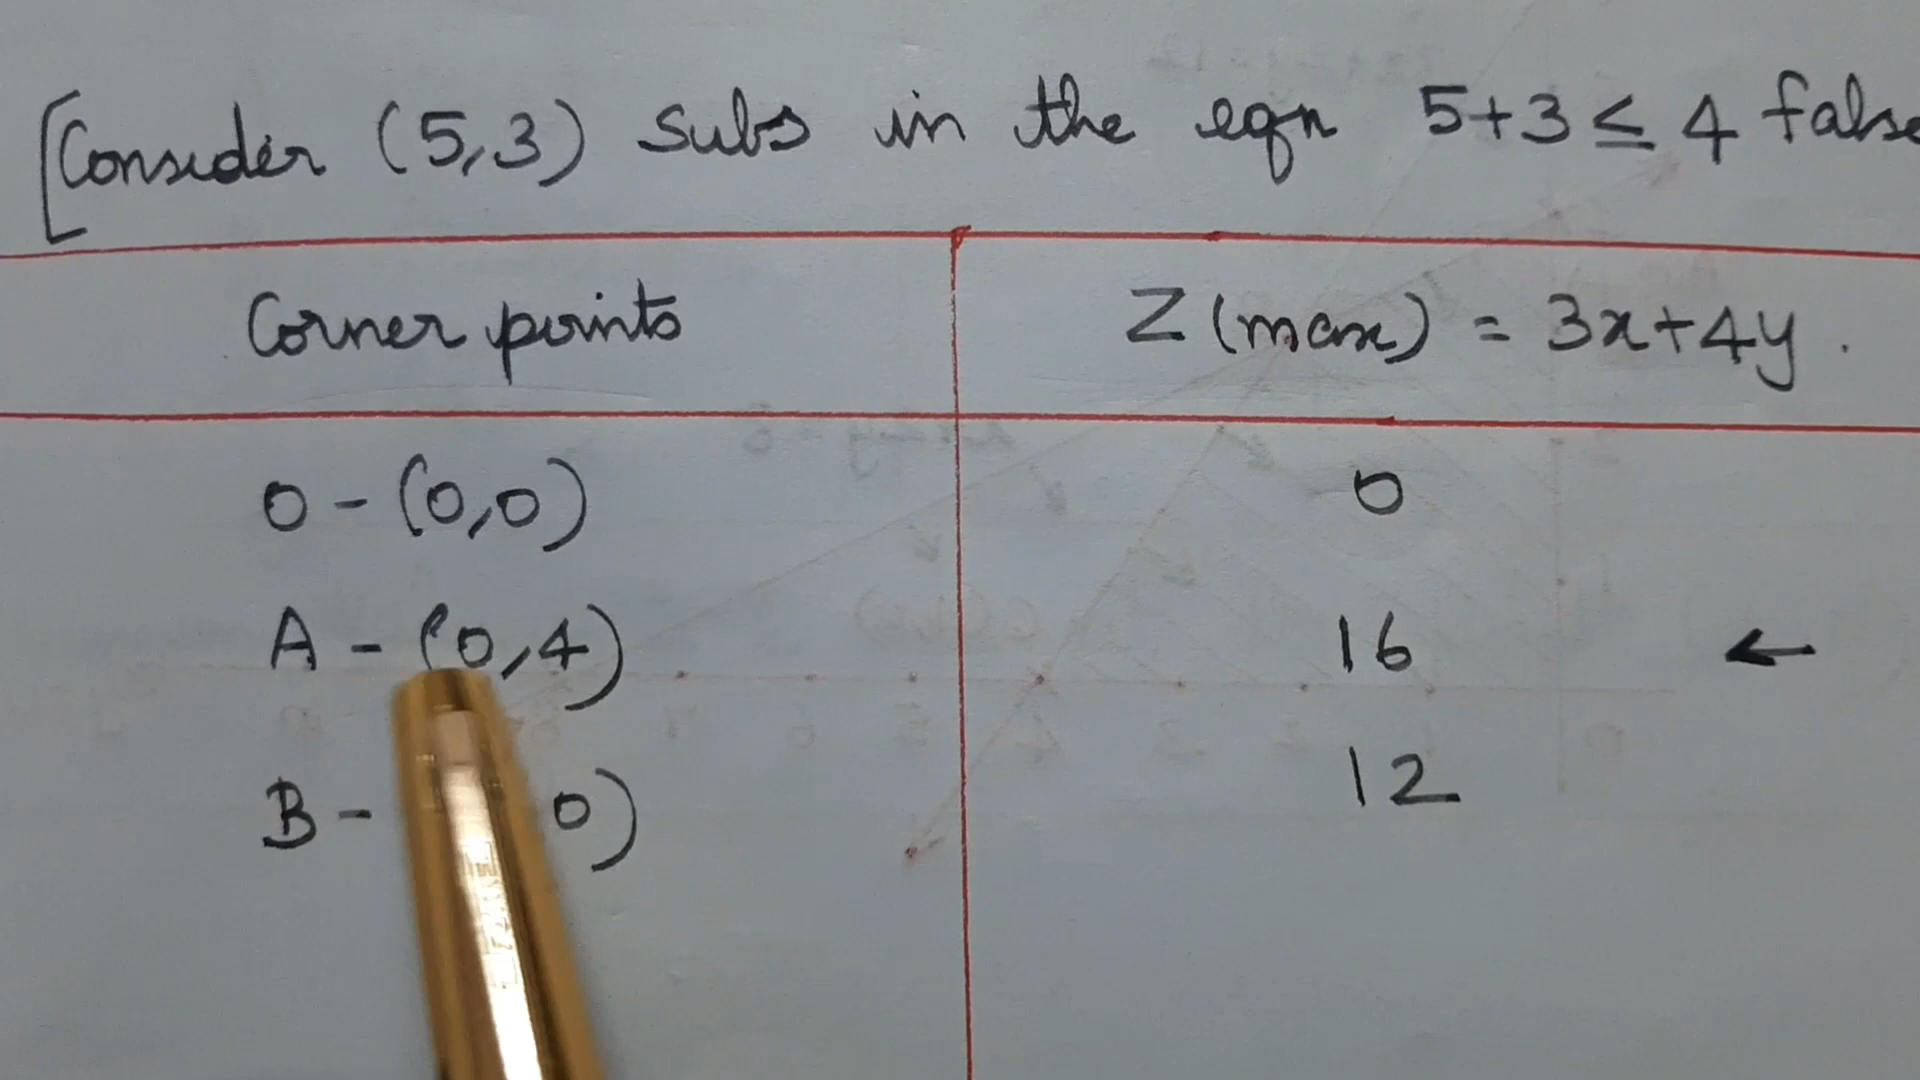 [Consider (5,3) subs in the eqn 5+3 ≤ 4 false
Corner points Z (max) = 3x+4y.
O - (0,0) 0
A - (0,4) 16 ←
B - 0) 12